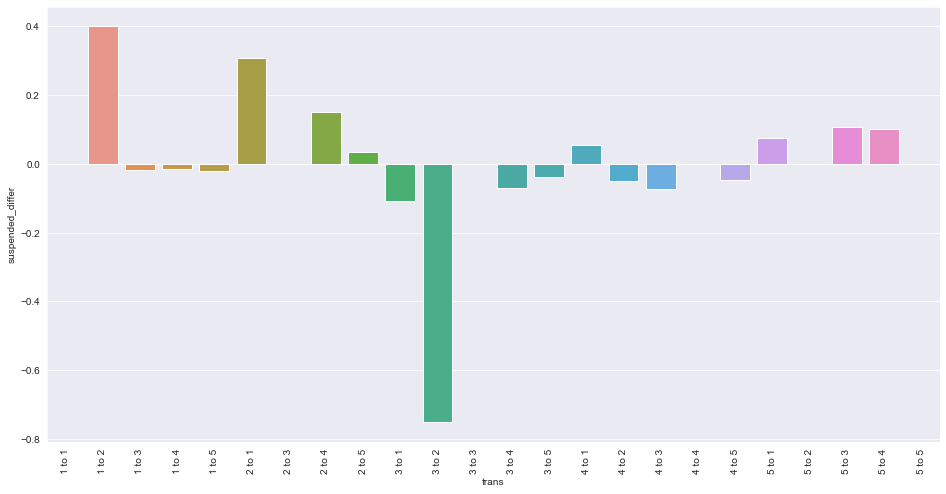 0.4
0.2
0.0
−0.2
−0.4
−0.6
−0.8
suspended_differ
1 to 1
1 to 2
1 to 3
1 to 4
1 to 5
2 to 1
2 to 3
2 to 4
2 to 5
3 to 1
3 to 2
3 to 3
3 to 4
3 to 5
4 to 1
4 to 2
4 to 3
4 to 4
4 to 5
5 to 1
5 to 2
5 to 3
5 to 4
5 to 5
trans